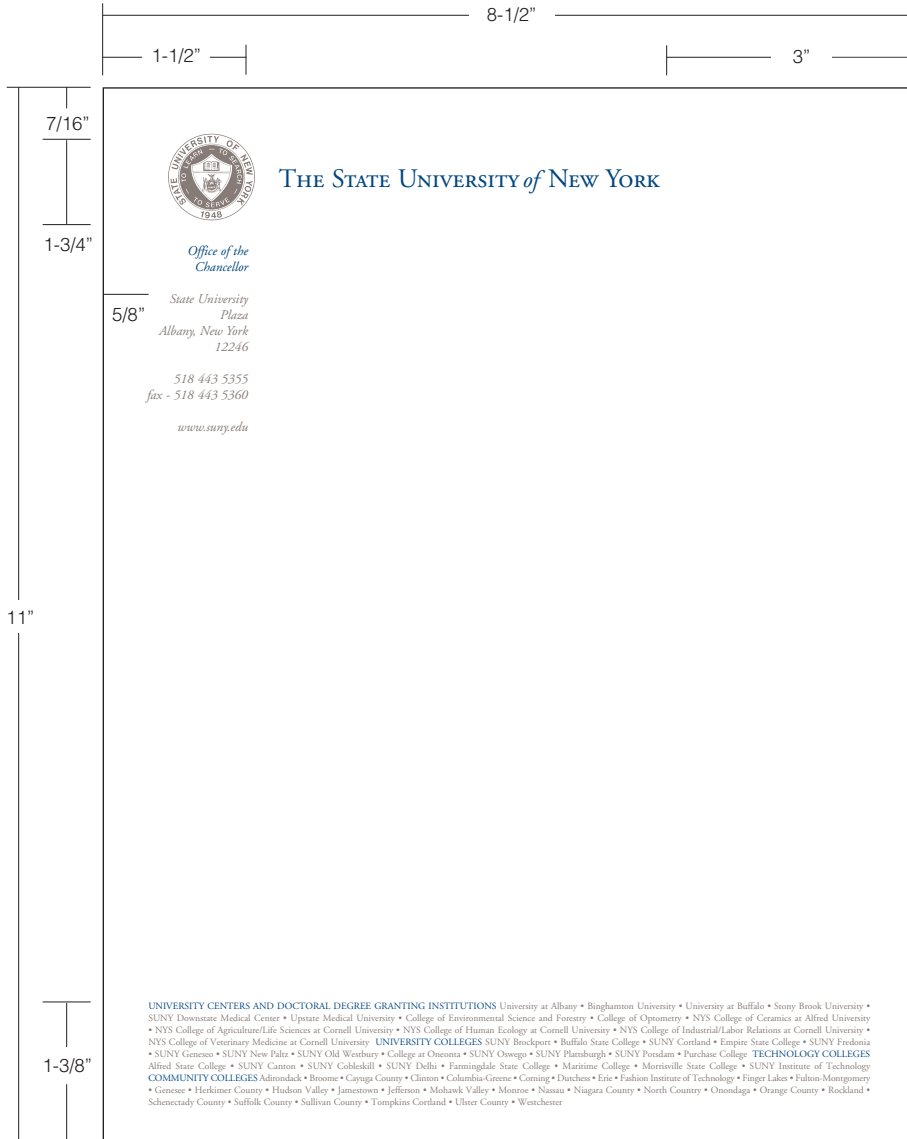 8-1/2”
1-1/2”
3”
7/16”
STATE UNIVERSITY OF NEW YORK
TO LEARN — TO SEARCH
TO SERVE
1948
THE STATE UNIVERSITY of NEW YORK
1-3/4”
Office of the
Chancellor
5/8”
State University
Plaza
Albany, New York
12246
518 443 5355
fax - 518 443 5360
www.suny.edu
11”
1-3/8”
UNIVERSITY CENTERS AND DOCTORAL DEGREE GRANTING INSTITUTIONS University at Albany • Binghamton University • University at Buffalo • Stony Brook University •
SUNY Downstate Medical Center • Upstate Medical University • College of Environmental Science and Forestry • College of Optometry • NYS College of Ceramics at Alfred University
• NYS College of Agriculture/Life Sciences at Cornell University • NYS College of Human Ecology at Cornell University • NYS College of Industrial/Labor Relations at Cornell University •
NYS College of Veterinary Medicine at Cornell University UNIVERSITY COLLEGES SUNY Brockport • Buffalo State College • SUNY Cortland • Empire State College • SUNY Fredonia
• SUNY Geneseo • SUNY New Paltz • SUNY Old Westbury • College at Oneonta • SUNY Oswego • SUNY Plattsburgh • SUNY Potsdam • Purchase College TECHNOLOGY COLLEGES
Alfred State College • SUNY Canton • SUNY Cobleskill • SUNY Delhi • Farmingdale State College • Maritime College • Morrisville State College • SUNY Institute of Technology
COMMUNITY COLLEGES Adirondack • Broome • Cayuga County • Clinton • Columbia-Greene • Corning • Dutchess • Erie • Fashion Institute of Technology • Finger Lakes • Fulton-Montgomery
• Genesee • Herkimer County • Hudson Valley • Jamestown • Jefferson • Mohawk Valley • Monroe • Nassau • Niagara County • North Country • Onondaga • Orange County • Rockland •
Schenectady County • Suffolk County • Sullivan County • Tompkins Cortland • Ulster County • Westchester